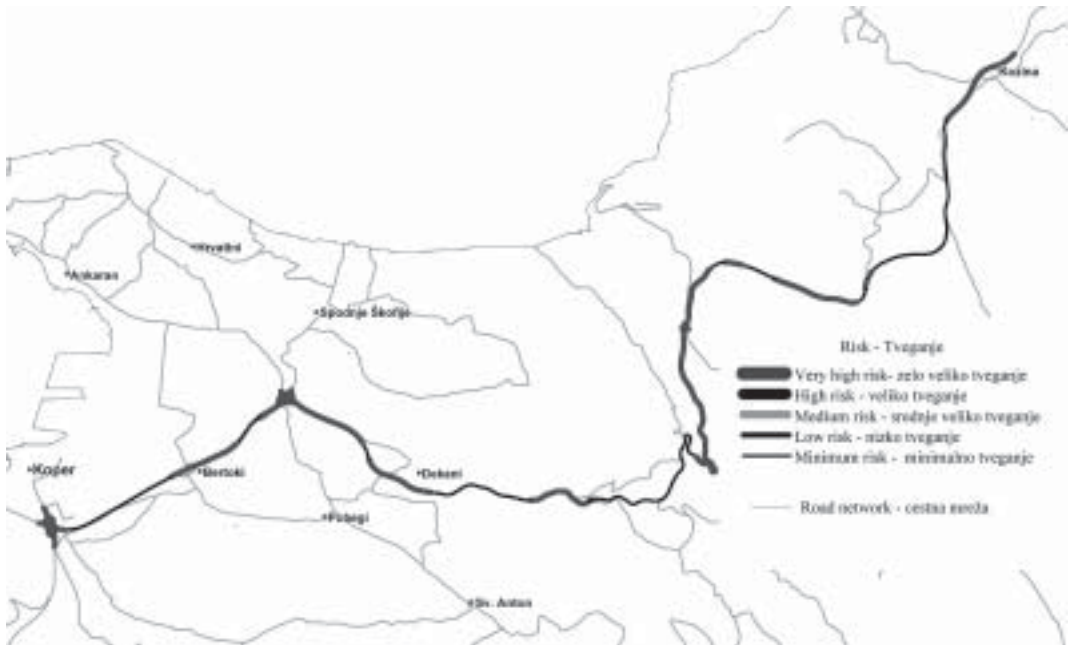 Kozina
Hrvatini
Ankaran
Spodnje Škofije
Risk - Tveganje
Very high risk- zelo veliko tveganje
High risk - veliko tveganje
Medium risk - srednje veliko tveganje
Low risk - nizko tveganje
Minimum risk - minimalno tveganje
Road network - cestna mreža
Koper
Bertoki
Dekani
Pobegi
Sv. Anton